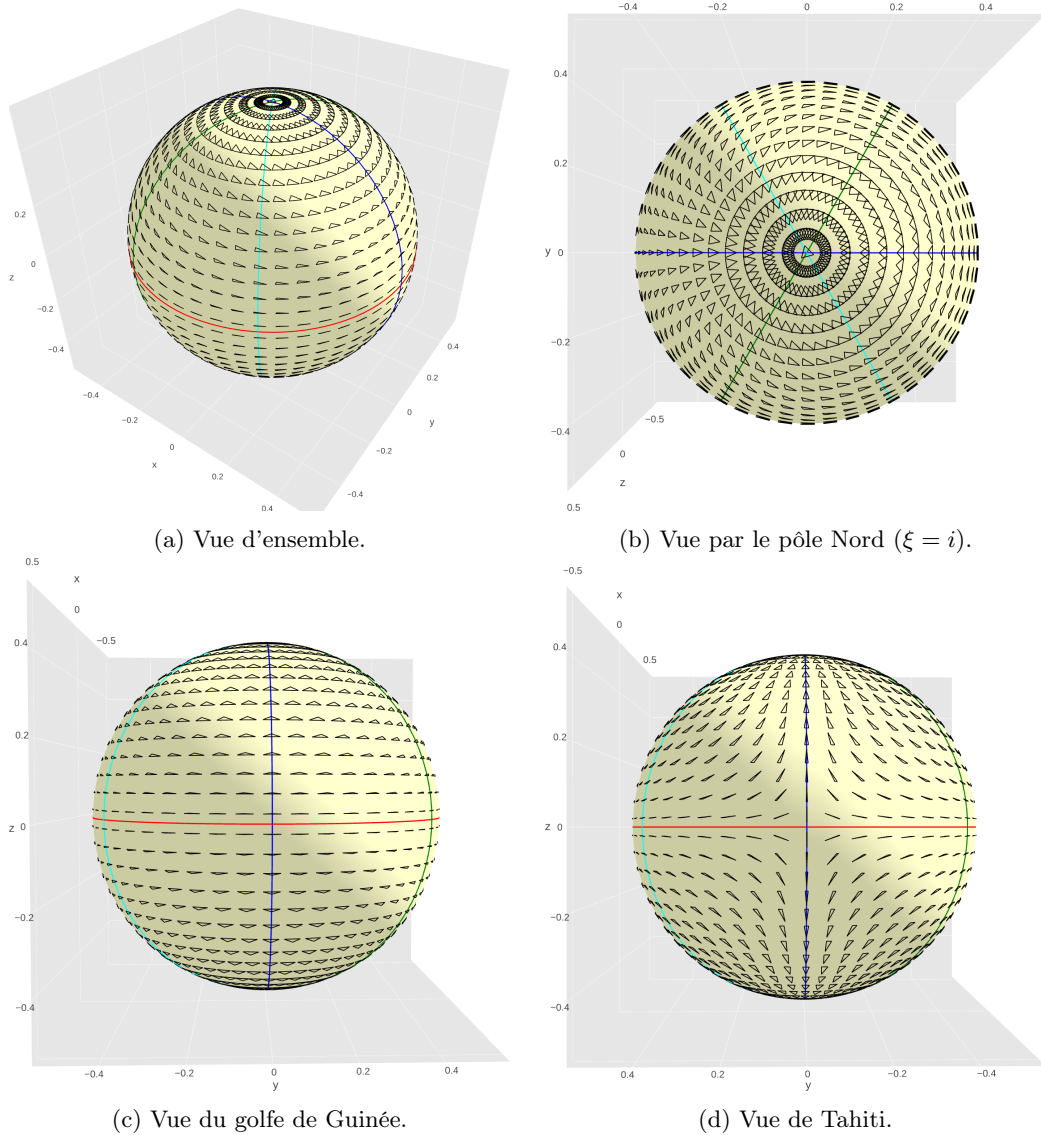 −0.4 −0.2 0 0.2 0.4
0.4
0.2
y 0
−0.2
−0.4
−0.5
0
z
0.5
0.2
0
z
−0.2
−0.4
−0.4
−0.2
0
x
0.2
0.4
0.4
0.2
0
y
−0.2
−0.4
(a) Vue d'ensemble.
(b) Vue par le pôle Nord (ξ = i).
0.5
x
0
−0.5
0.4
0.2
z 0
−0.2
−0.4
−0.4 −0.2 0 0.2 0.4
y
(c) Vue du golfe de Guinée.
−0.5
x
0
0.5
0.4
0.2
z 0
−0.2
−0.4
0.4 0.2 0 −0.2 −0.4
y
(d) Vue de Tahiti.